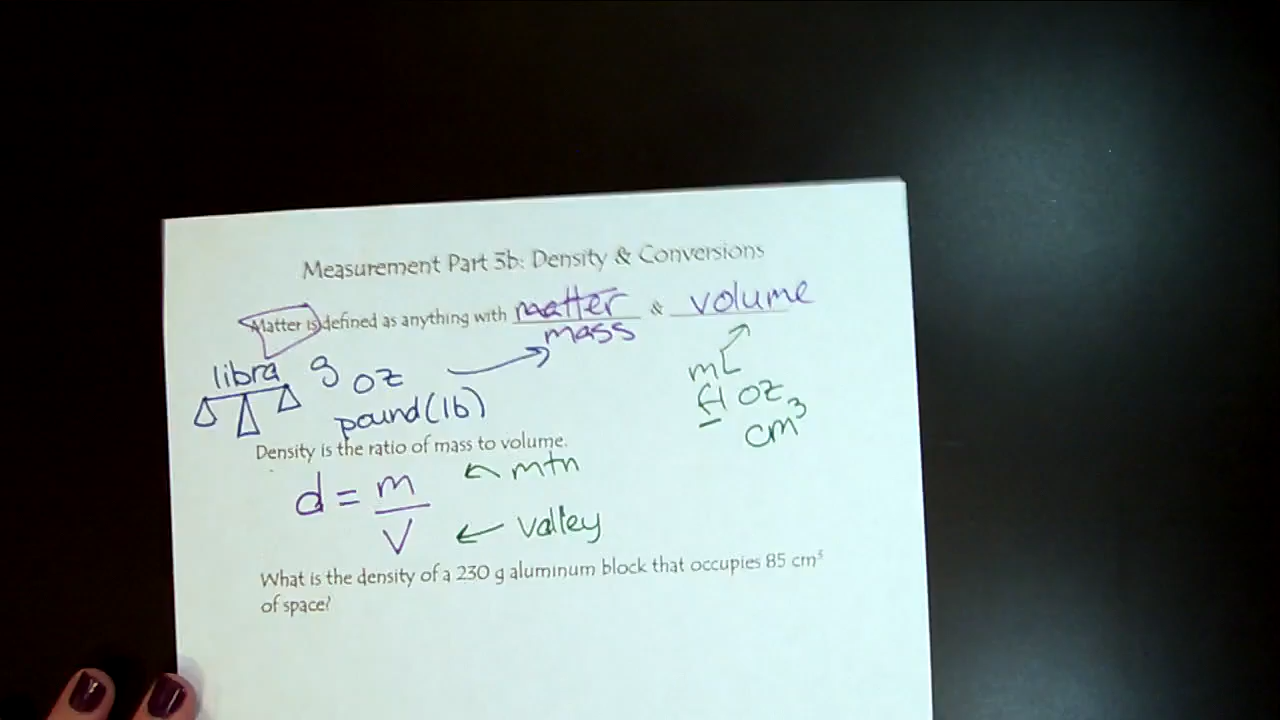 Measurement Part 3b: Density & Conversions
Matter is defined as anything with matter & volume
mass
libra g oz
pound (lb)
mL
fl oz
cm³
Density is the ratio of mass to volume.
d = m ← mtn
V ← valley
What is the density of a 230 g aluminum block that occupies 85 cm³
of space?